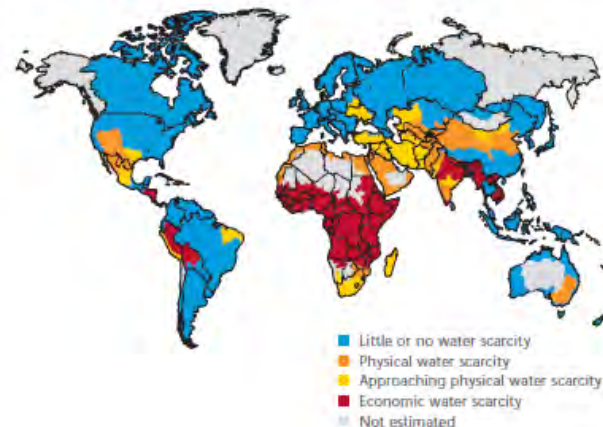 Little or no water scarcity
Physical water scarcity
Approaching physical water scarcity
Economic water scarcity
Not estimated